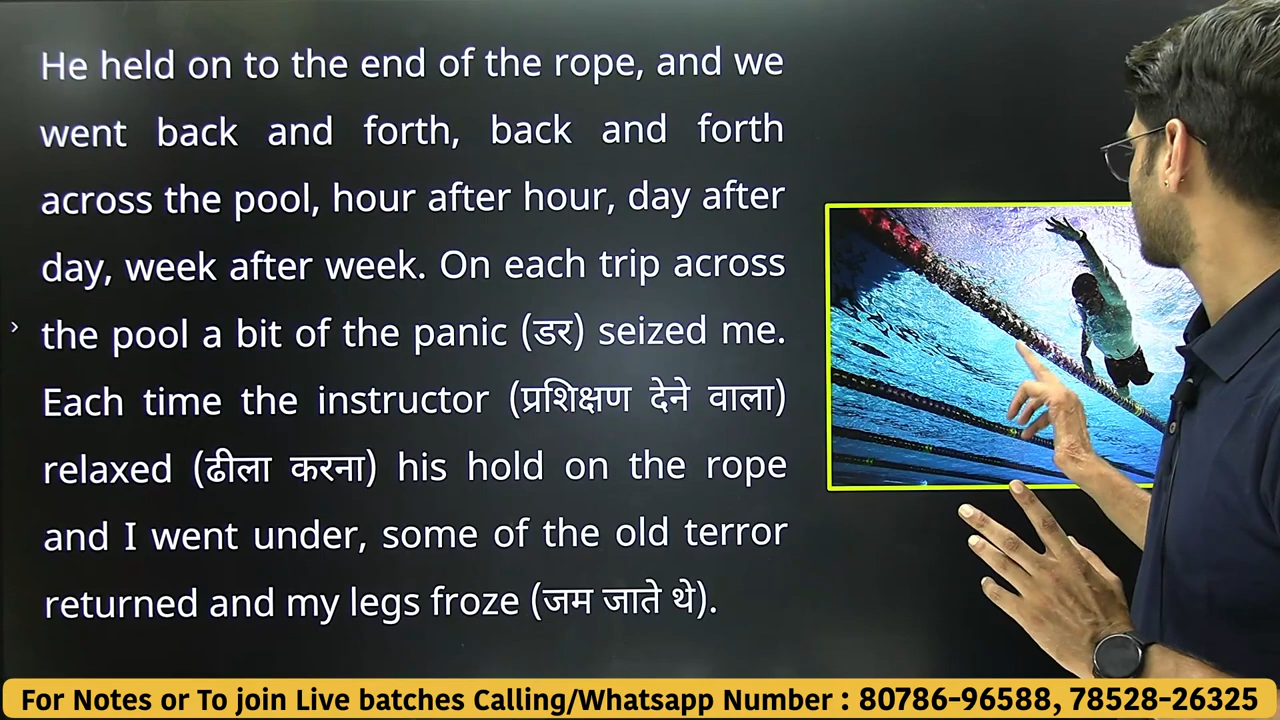 He held on to the end of the rope, and we
went back and forth, back and forth
across the pool, hour after hour, day after
day, week after week. On each trip across
the pool a bit of the panic (डर) seized me.
Each time the instructor (प्रशिक्षण देने वाला)
relaxed (ढीला करना) his hold on the rope
and I went under, some of the old terror
returned and my legs froze (जम जाते थे).
For Notes or To join Live batches Calling/Whatsapp Number : 80786-96588, 78528-26325